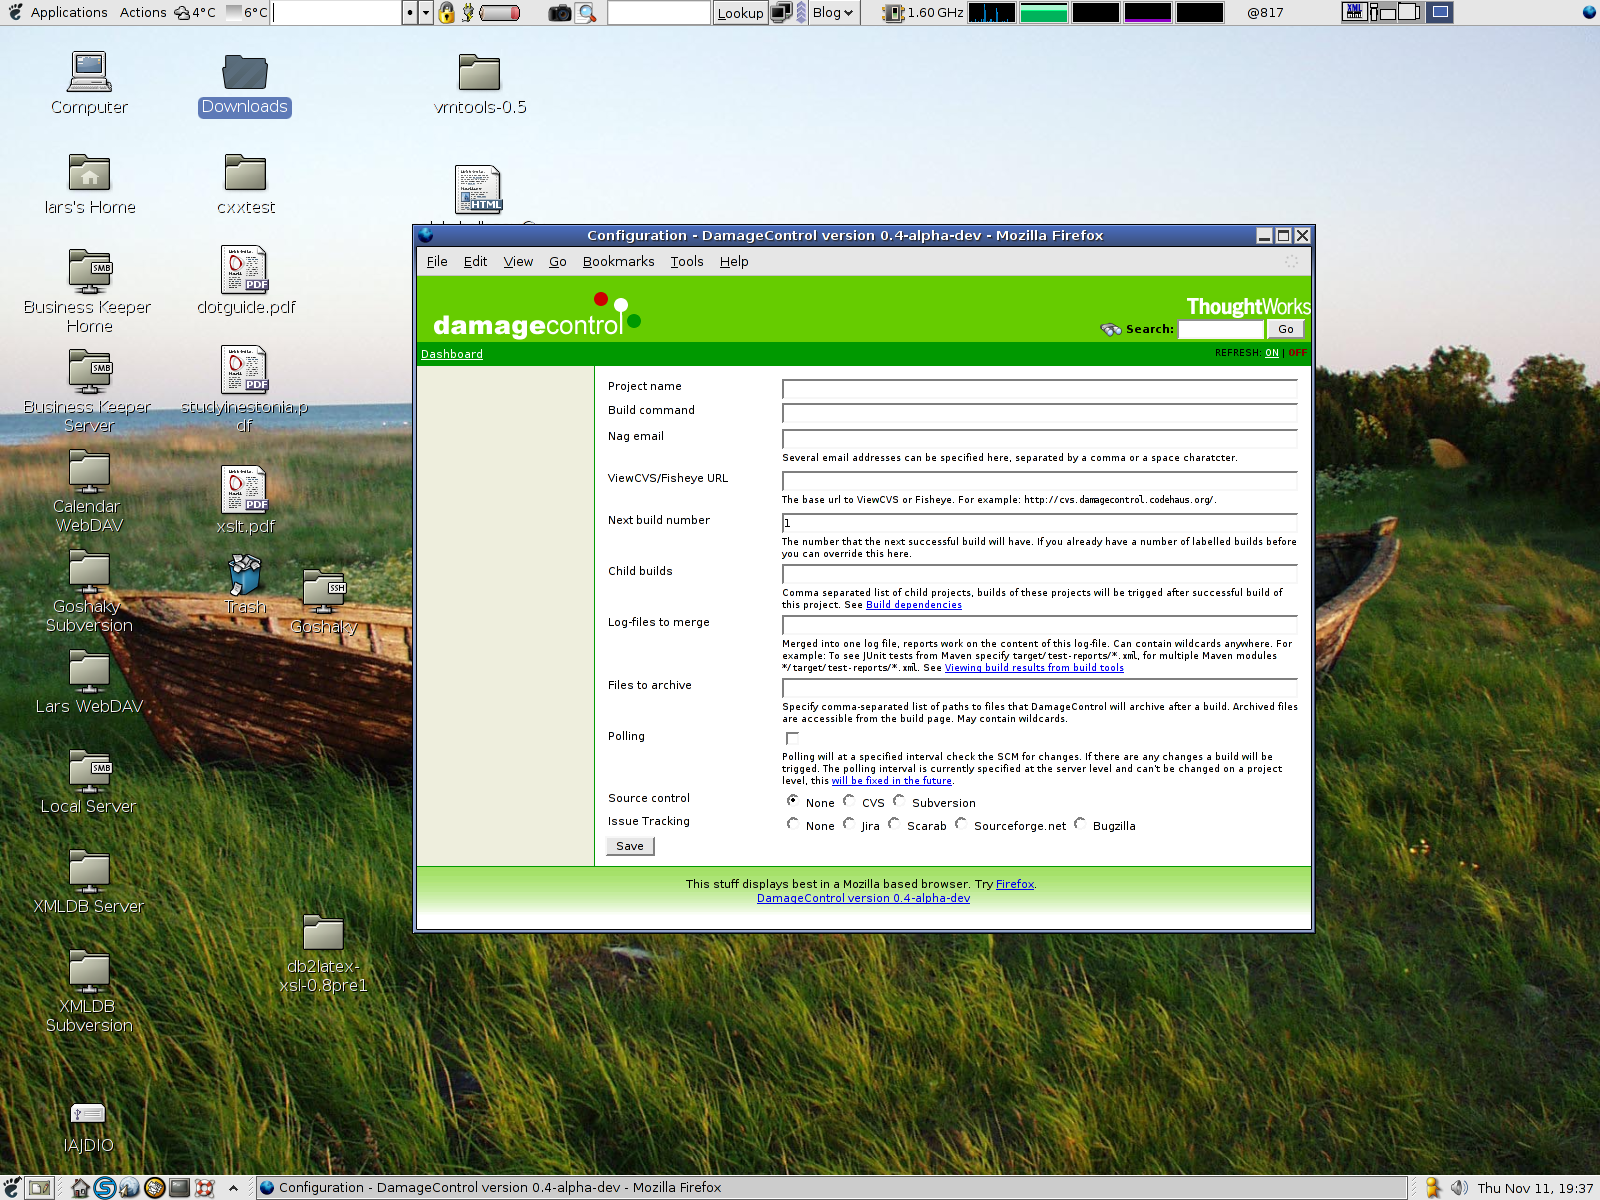 Applications Actions 4°C 6°C Lookup Blog 1.60 GHz @817
Computer
Downloads
vmtools-0.5
lars's Home
cxxtest
HTML
Business Keeper
Home
PDF
dotguide.pdf
Business Keeper
Server
PDF
studyinestonia.p
df
Calendar
WebDAV
PDF
xslt.pdf
Goshaky
Subversion
Trash
SSH
Goshaky
Lars WebDAV
SMB
SMB
SMB
Local Server
XMLDB Server
db2latex-
xsl-0.8pre1
XMLDB
Subversion
IAJDIO
Configuration - DamageControl version 0.4-alpha-dev - Mozilla Firefox
File Edit View Go Bookmarks Tools Help
damagecontrol
ThoughtWorks
Search: Go
Dashboard
REFRESH: ON | OFF
Project name
Build command
Nag email
Several email addresses can be specified here, separated by a comma or a space charatcter.
ViewCVS/Fisheye URL
The base url to ViewCVS or Fisheye. For example: http://cvs.damagecontrol.codehaus.org/.
Next build number 1
The number that the next successful build will have. If you already have a number of labelled builds before
you can override this here.
Child builds
Comma separated list of child projects, builds of these projects will be trigged after successful build of
this project. See Build dependencies
Log-files to merge
Merged into one log file, reports work on the content of this log-file. Can contain wildcards anywhere. For
example: To see JUnit tests from Maven specify target/test-reports/*.xml, for multiple Maven modules
*/target/test-reports/*.xml. See Viewing build results from build tools
Files to archive
Specify comma-separated list of paths to files that DamageControl will archive after a build. Archived files
are accessible from the build page. May contain wildcards.
Polling
Polling will at a specified interval check the SCM for changes. If there are any changes a build will be
trigged. The polling interval is currently specified at the server level and can't be changed on a project
level, this will be fixed in the future.
Source control None CVS Subversion
Issue Tracking None Jira Scarab Sourceforge.net Bugzilla
Save
This stuff displays best in a Mozilla based browser. Try Firefox.
DamageControl version 0.4-alpha-dev
Configuration - DamageControl version 0.4-alpha-dev - Mozilla Firefox
Thu Nov 11, 19:37